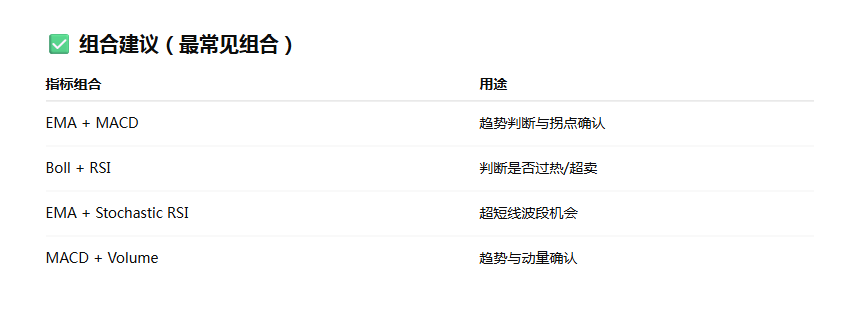 ✅ 组合建议（最常见组合）
指标组合 用途
EMA + MACD 趋势判断与拐点确认
Boll + RSI 判断是否过热/超卖
EMA + Stochastic RSI 超短线波段机会
MACD + Volume 趋势与动量确认